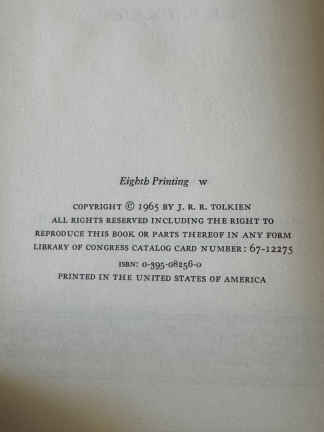 Eighth Printing W
COPYRIGHT © 1965 BY J. R. R. TOLKIEN
ALL RIGHTS RESERVED INCLUDING THE RIGHT TO
REPRODUCE THIS BOOK OR PARTS THEREOF IN ANY FORM
LIBRARY OF CONGRESS CATALOG CARD NUMBER: 67-12275
ISBN: 0-395-08256-0
PRINTED IN THE UNITED STATES OF AMERICA